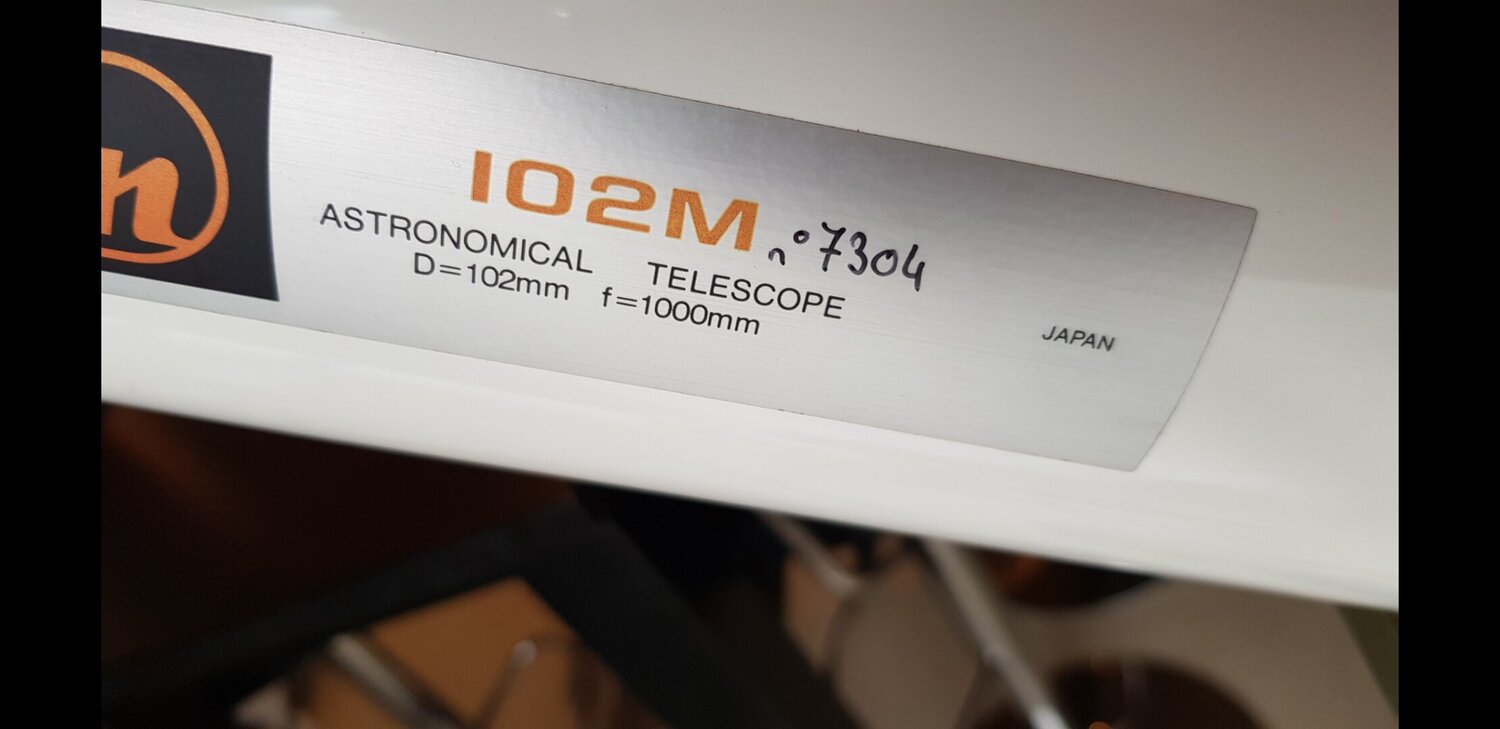 n
102M n° 7304
ASTRONOMICAL TELESCOPE
D=102mm f=1000mm
JAPAN